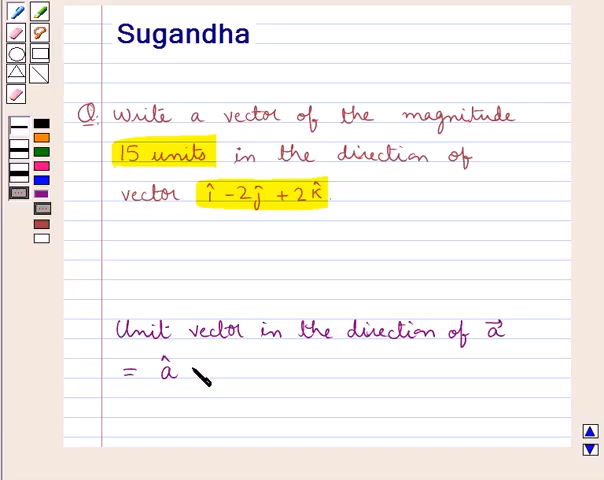 Sugandha
Q. Write a vector of the magnitude
15 units in the direction of
vector î - 2ĵ + 2k̂.
Unit vector in the direction of a⃗
= â